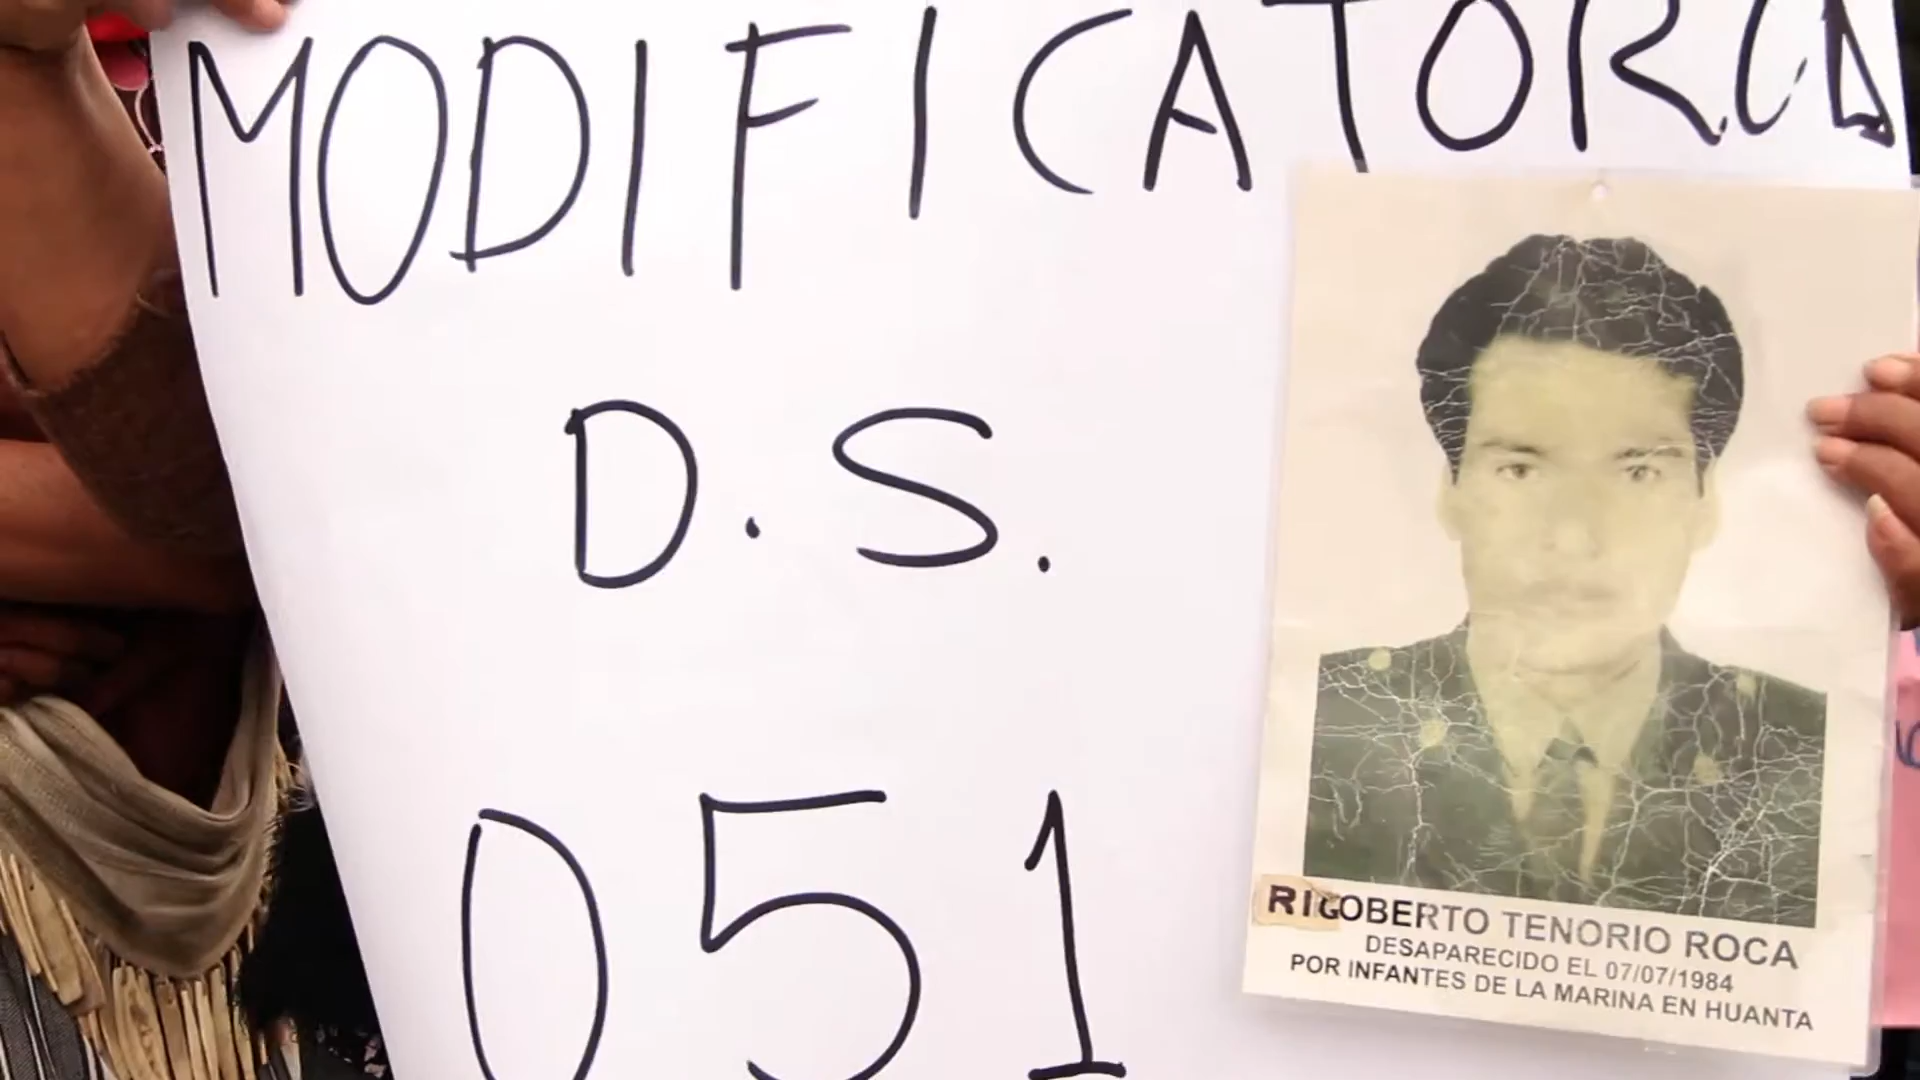 MODIFICATORIA
D.S.
051
RIGOBERTO TENORIO ROCA
DESAPARECIDO EL 07/07/1984
POR INFANTES DE LA MARINA EN HUANTA